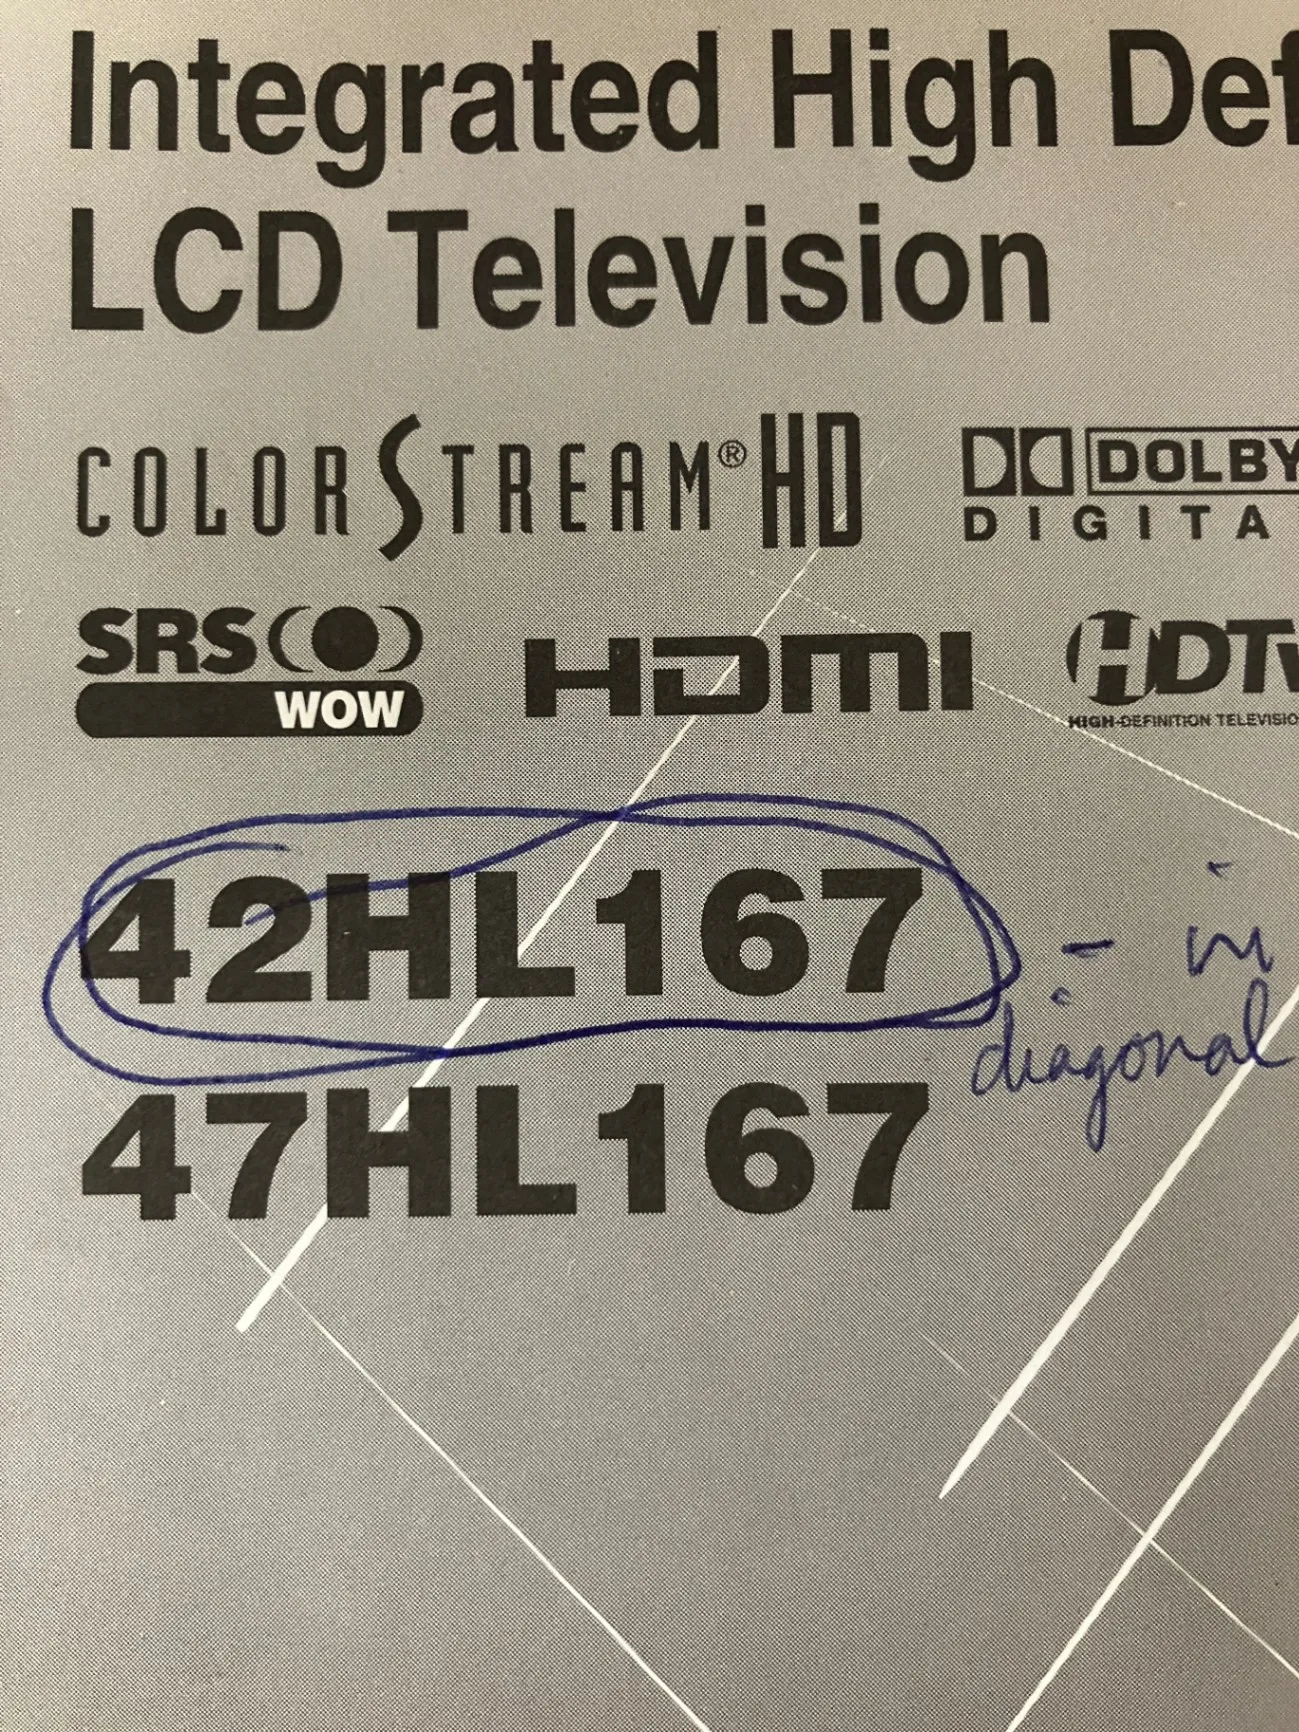 Integrated High Def
LCD Television
COLORSTREAM® HD
DOLBY
DIGITA
SRS
WOW
HDMI
HDTV
HIGH-DEFINITION TELEVISIO
42HL167 - in
diagonal
47HL167